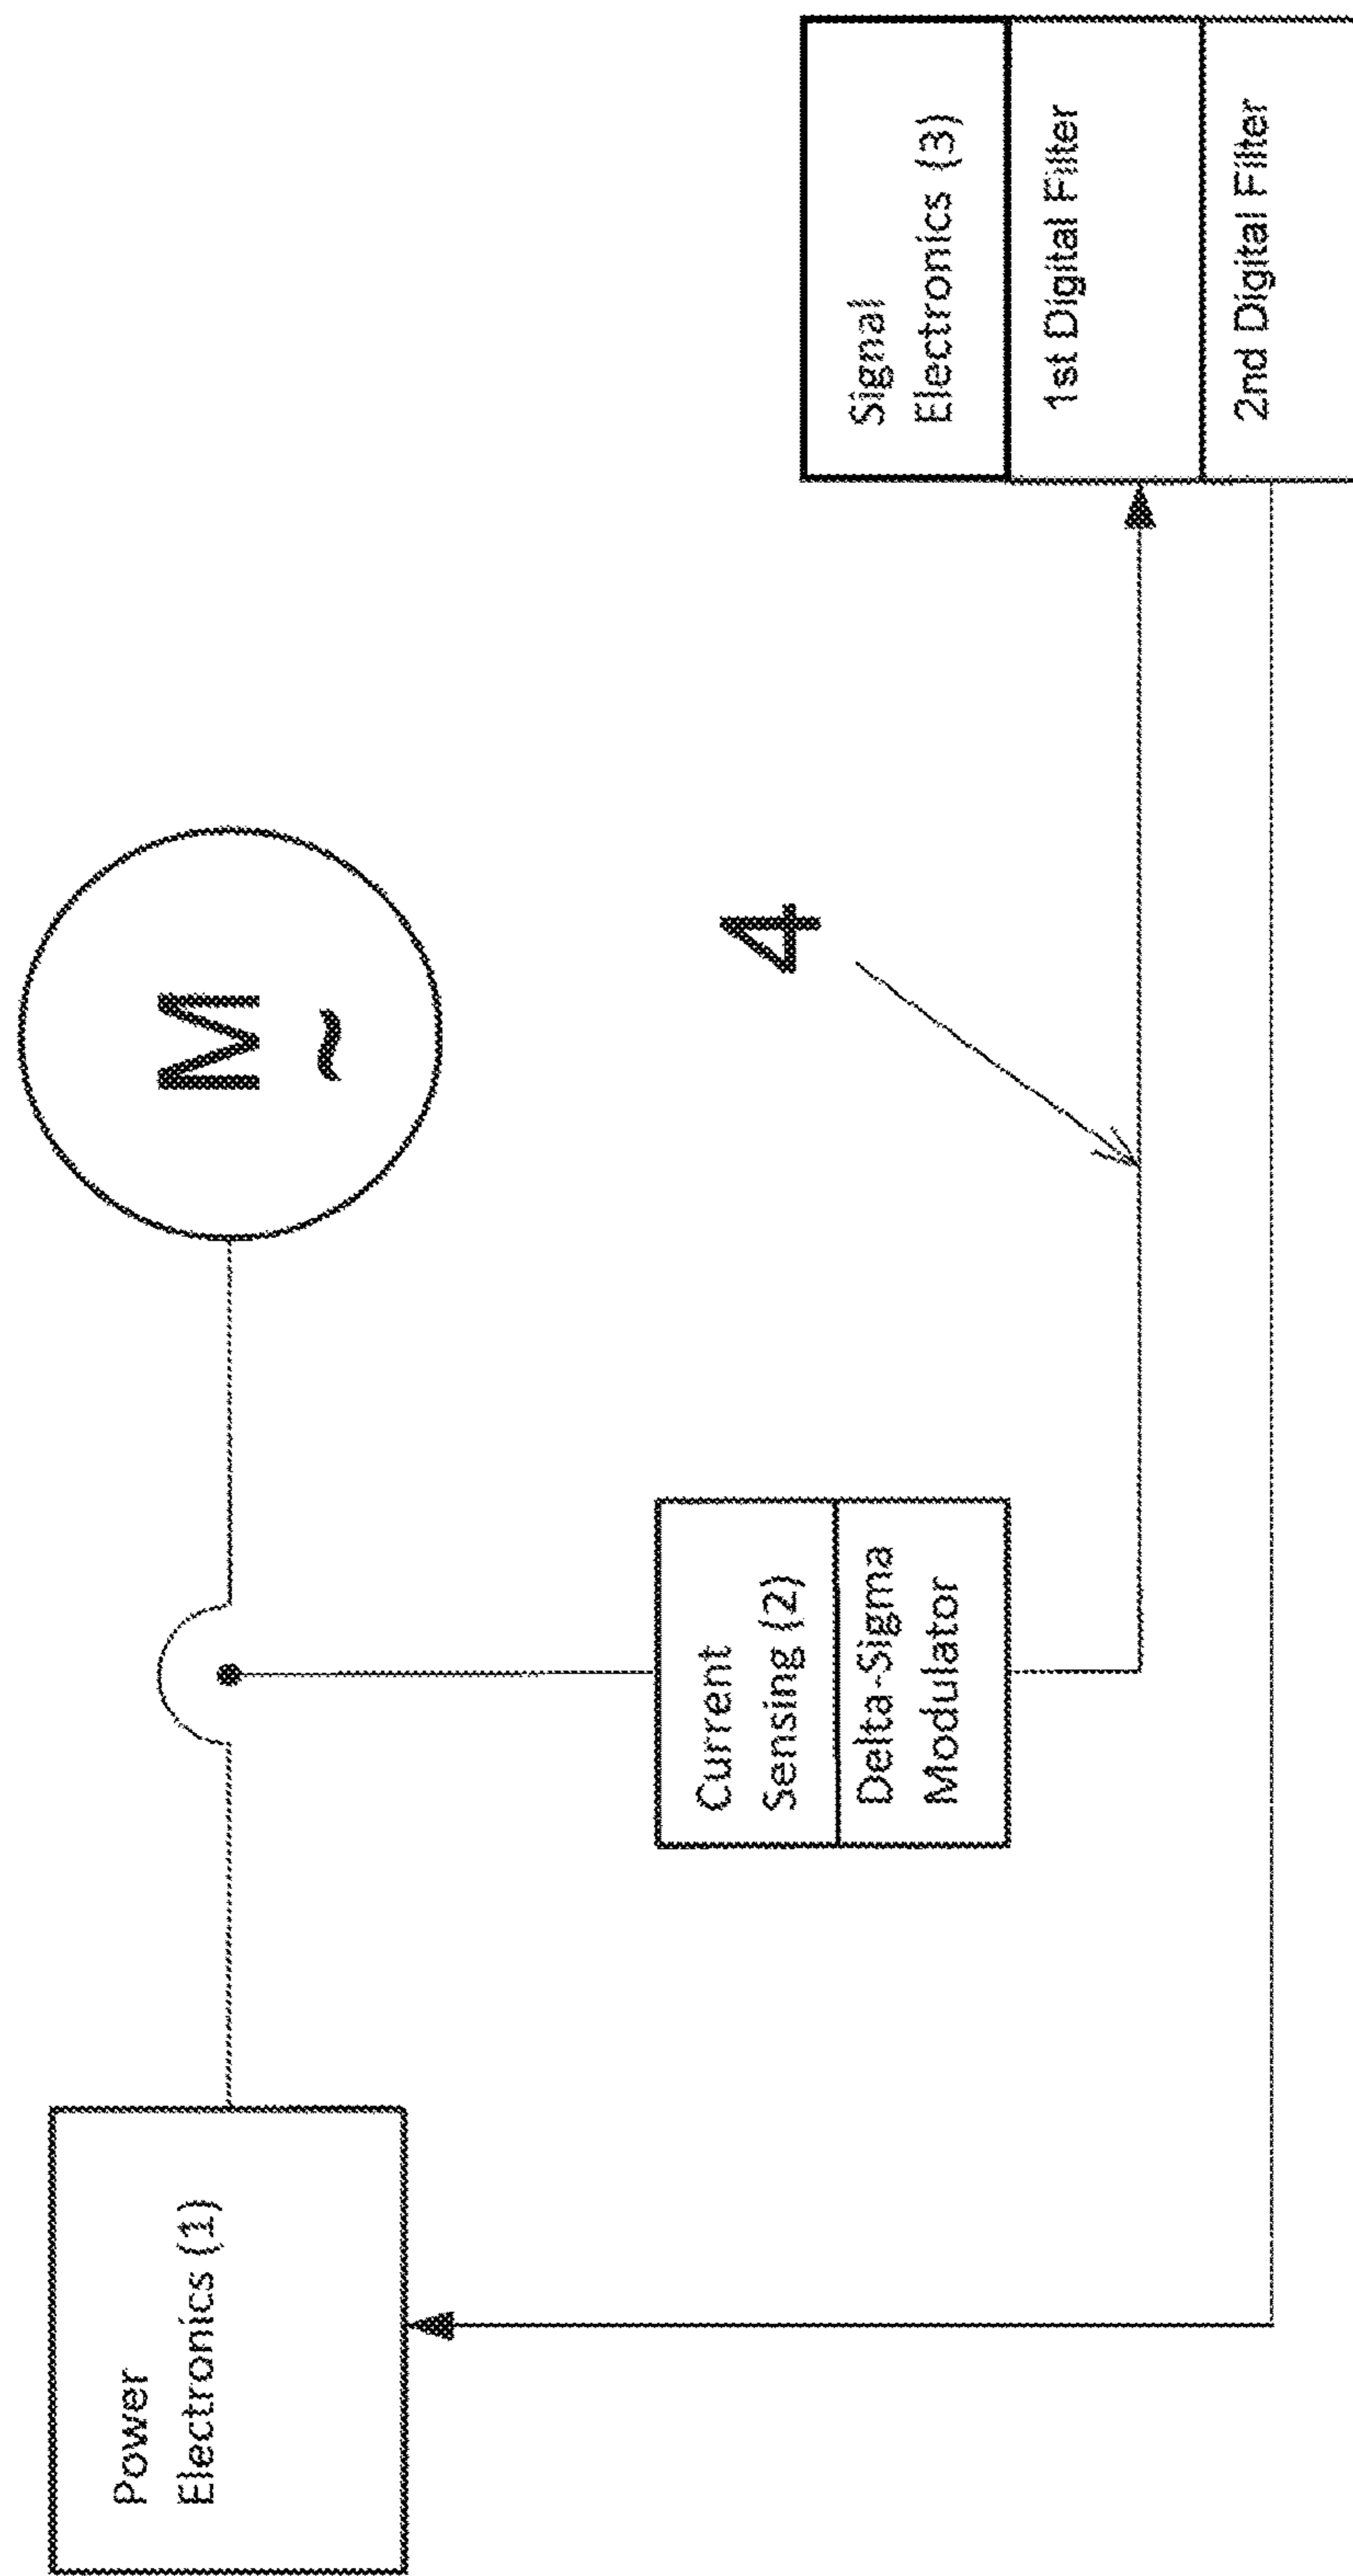 Power
Electronics (1)
M
~
Current
Sensing (2)
Delta-Sigma
Modulator
4
Signal
Electronics (3)
1st Digital Filter
2nd Digital Filter